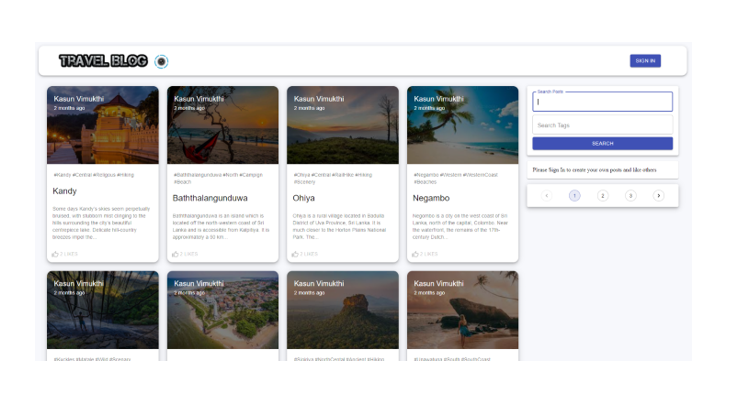 TRAVEL BLOG
SIGN IN
Kasun Vimukthi
2 months ago
#Kandy #Central #Religious #Hiking
Kandy
Some days Kandy's skies seem perpetually
bruised, with stubborn mist clinging to the
hills surrounding the city's beautiful
centrepiece lake. Delicate hill-country
breezes impel the...
2 LIKES
Kasun Vimukthi
2 months ago
#Baththalangunduwa #North #Campign
#Beach
Baththalangunduwa
Baththalangunduwa is an island which is
located off the north-western coast of Sri
Lanka and is accessible from Kalpitiya. It is
approximately a 30 km...
2 LIKES
Kasun Vimukthi
2 months ago
#Ohiya #Central #Hiking
#Scenery
Ohiya
Ohiya is a rural village located in Badulla
District of Uva Province, Sri Lanka. It is
much closer to the Horton Plains National
Park. The...
2 LIKES
Kasun Vimukthi
2 months ago
#Negambo #Western #WesternCoast
#Beaches
Negambo
Negambo is a city on the west coast of Sri
Lanka, north of the capital, Colombo. Near
the waterfront, the remains of the 17th-
century Dutch...
2 LIKES
Search Posts
Search Tags
SEARCH
Please Sign In to create your own posts and like others
1
2
3
Kasun Vimukthi
2 months ago
Kasun Vimukthi
2 months ago
Kasun Vimukthi
2 months ago
Kasun Vimukthi
2 months ago